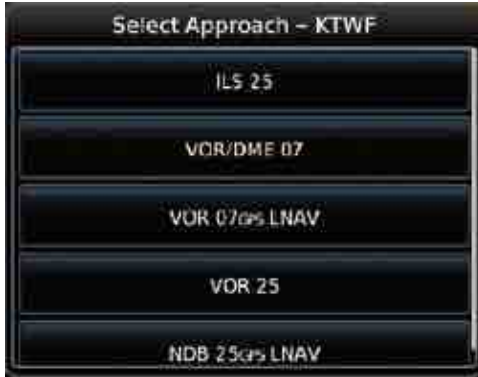 Select Approach – KTWF
ILS 25
VOR/DME 07
VOR 07GPS LNAV
VOR 25
NDB 25GPS LNAV